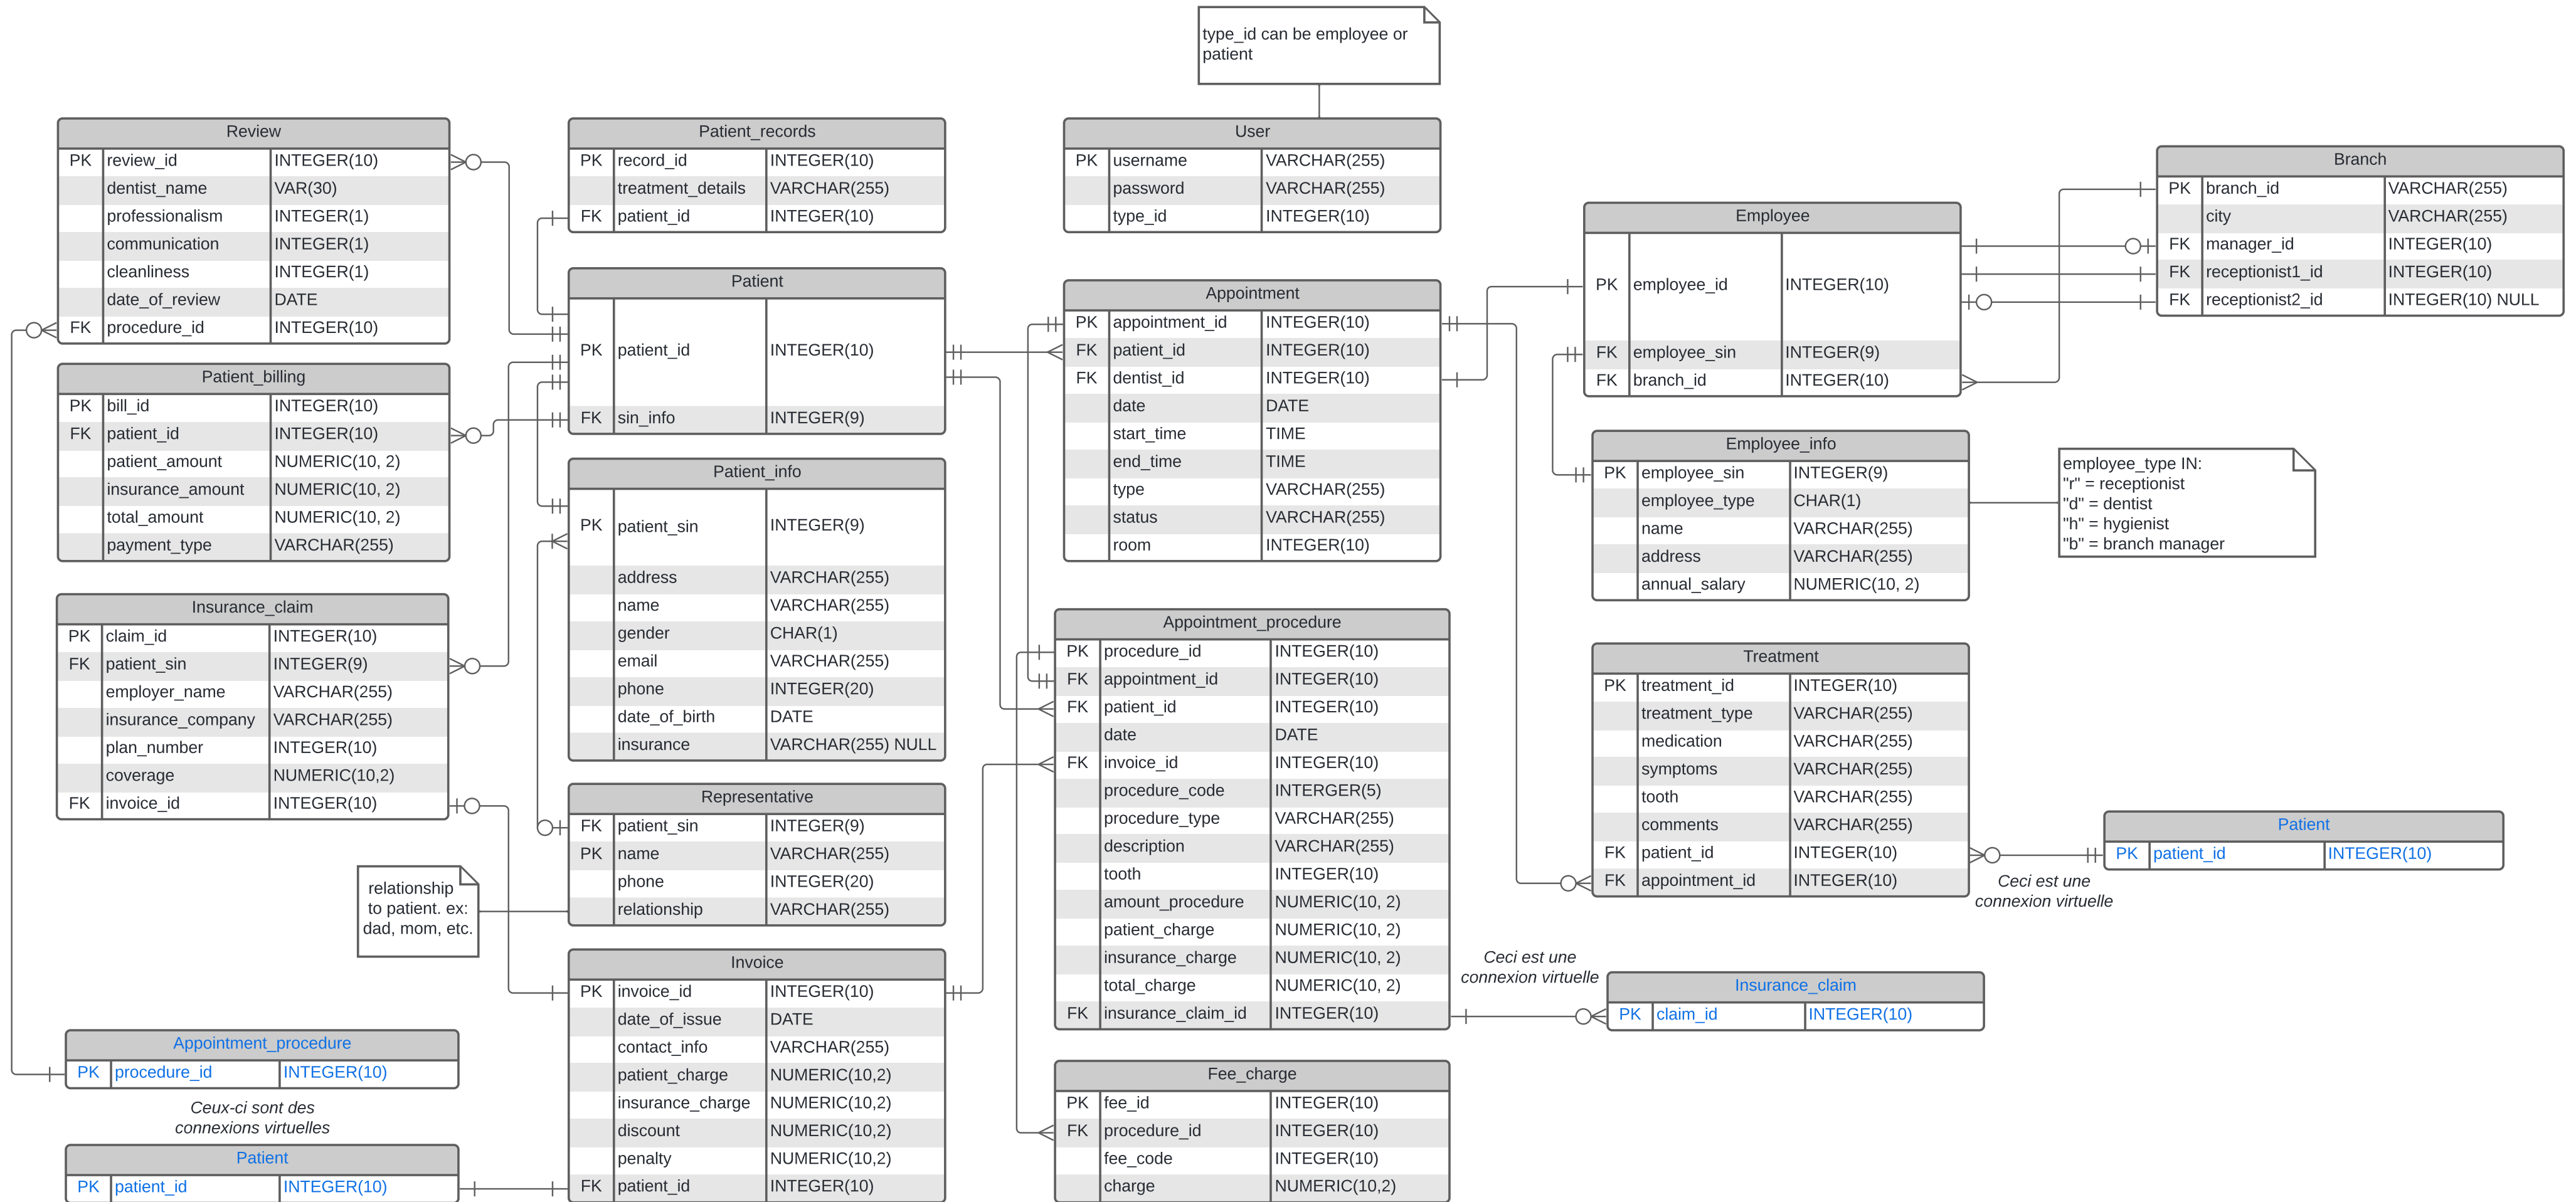 type_id can be employee or
patient
Review
PK review_id INTEGER(10)
dentist_name VAR(30)
professionalism INTEGER(1)
communication INTEGER(1)
cleanliness INTEGER(1)
date_of_review DATE
FK procedure_id INTEGER(10)
Patient_billing
PK bill_id INTEGER(10)
FK patient_id INTEGER(10)
patient_amount NUMERIC(10, 2)
insurance_amount NUMERIC(10, 2)
total_amount NUMERIC(10, 2)
payment_type VARCHAR(255)
Insurance_claim
PK claim_id INTEGER(10)
FK patient_sin INTEGER(9)
employer_name VARCHAR(255)
insurance_company VARCHAR(255)
plan_number INTEGER(10)
coverage NUMERIC(10,2)
FK invoice_id INTEGER(10)
relationship
to patient. ex:
dad, mom, etc.
Appointment_procedure
PK procedure_id INTEGER(10)
Ceux-ci sont des
connexions virtuelles
Patient
PK patient_id INTEGER(10)
Patient_records
PK record_id INTEGER(10)
treatment_details VARCHAR(255)
FK patient_id INTEGER(10)
Patient
PK patient_id INTEGER(10)
FK sin_info INTEGER(9)
Patient_info
PK patient_sin INTEGER(9)
address VARCHAR(255)
name VARCHAR(255)
gender CHAR(1)
email VARCHAR(255)
phone INTEGER(20)
date_of_birth DATE
insurance VARCHAR(255) NULL
Representative
FK patient_sin INTEGER(9)
PK name VARCHAR(255)
phone INTEGER(20)
relationship VARCHAR(255)
Invoice
PK invoice_id INTEGER(10)
date_of_issue DATE
contact_info VARCHAR(255)
patient_charge NUMERIC(10,2)
insurance_charge NUMERIC(10,2)
discount NUMERIC(10,2)
penalty NUMERIC(10,2)
FK patient_id INTEGER(10)
User
PK username VARCHAR(255)
password VARCHAR(255)
type_id INTEGER(10)
Appointment
PK appointment_id INTEGER(10)
FK patient_id INTEGER(10)
FK dentist_id INTEGER(10)
date DATE
start_time TIME
end_time TIME
type VARCHAR(255)
status VARCHAR(255)
room INTEGER(10)
Appointment_procedure
PK procedure_id INTEGER(10)
FK appointment_id INTEGER(10)
FK patient_id INTEGER(10)
date DATE
FK invoice_id INTEGER(10)
procedure_code INTERGER(5)
procedure_type VARCHAR(255)
description VARCHAR(255)
tooth INTEGER(10)
amount_procedure NUMERIC(10, 2)
patient_charge NUMERIC(10, 2)
insurance_charge NUMERIC(10, 2)
total_charge NUMERIC(10, 2)
FK insurance_claim_id INTEGER(10)
Fee_charge
PK fee_id INTEGER(10)
FK procedure_id INTEGER(10)
fee_code INTEGER(10)
charge NUMERIC(10,2)
Employee
PK employee_id INTEGER(10)
FK employee_sin INTEGER(9)
FK branch_id INTEGER(10)
Employee_info
PK employee_sin INTEGER(9)
employee_type CHAR(1)
name VARCHAR(255)
address VARCHAR(255)
annual_salary NUMERIC(10, 2)
Treatment
PK treatment_id INTEGER(10)
treatment_type VARCHAR(255)
medication VARCHAR(255)
symptoms VARCHAR(255)
tooth VARCHAR(255)
comments VARCHAR(255)
FK patient_id INTEGER(10)
FK appointment_id INTEGER(10)
Ceci est une
connexion virtuelle
Insurance_claim
PK claim_id INTEGER(10)
Branch
PK branch_id VARCHAR(255)
city VARCHAR(255)
FK manager_id INTEGER(10)
FK receptionist1_id INTEGER(10)
FK receptionist2_id INTEGER(10) NULL
employee_type IN:
"r" = receptionist
"d" = dentist
"h" = hygienist
"b" = branch manager
Patient
PK patient_id INTEGER(10)
Ceci est une
connexion virtuelle